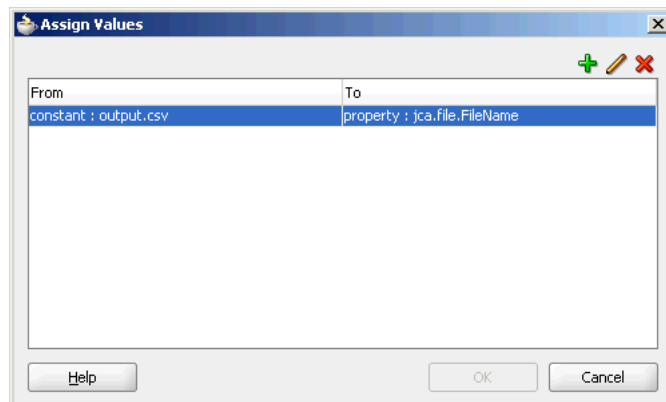 Assign Values
From To
constant : output.csv property : jca.file.FileName
Help OK Cancel